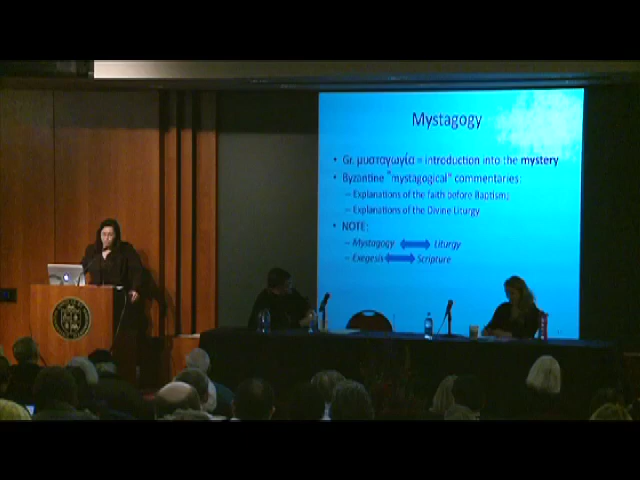 Mystagogy
• Gr. μυσταγωγία = introduction into the mystery
• Byzantine "mystagogical" commentaries:
– Explanations of the faith before Baptism;
– Explanations of the Divine Liturgy
• NOTE:
– Mystagogy Liturgy
– Exegesis Scripture